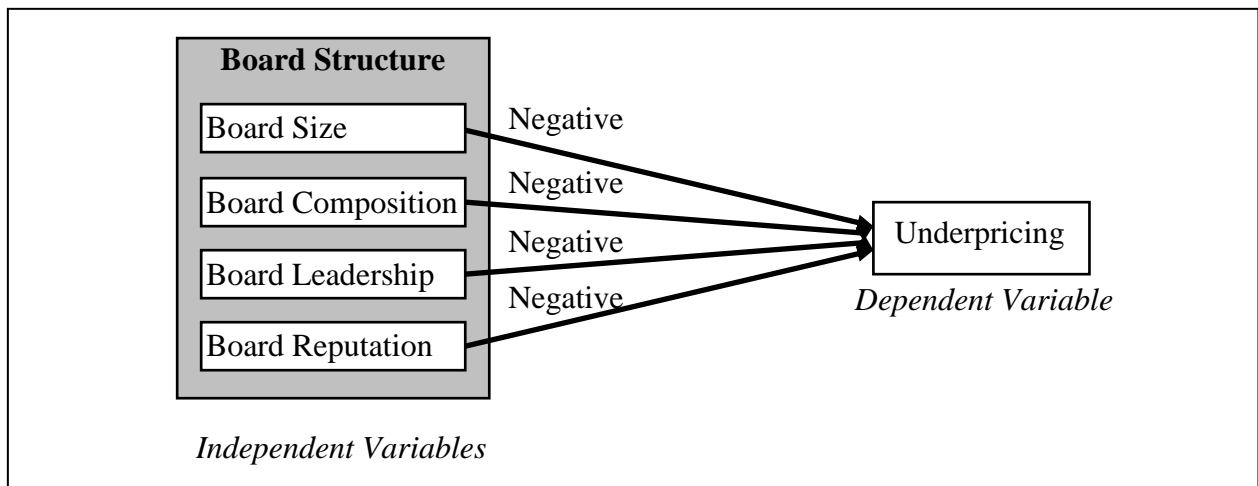 Board Structure
Board Size
Negative
Board Composition
Negative
Board Leadership
Negative
Board Reputation
Negative
Underpricing
Dependent Variable
Independent Variables